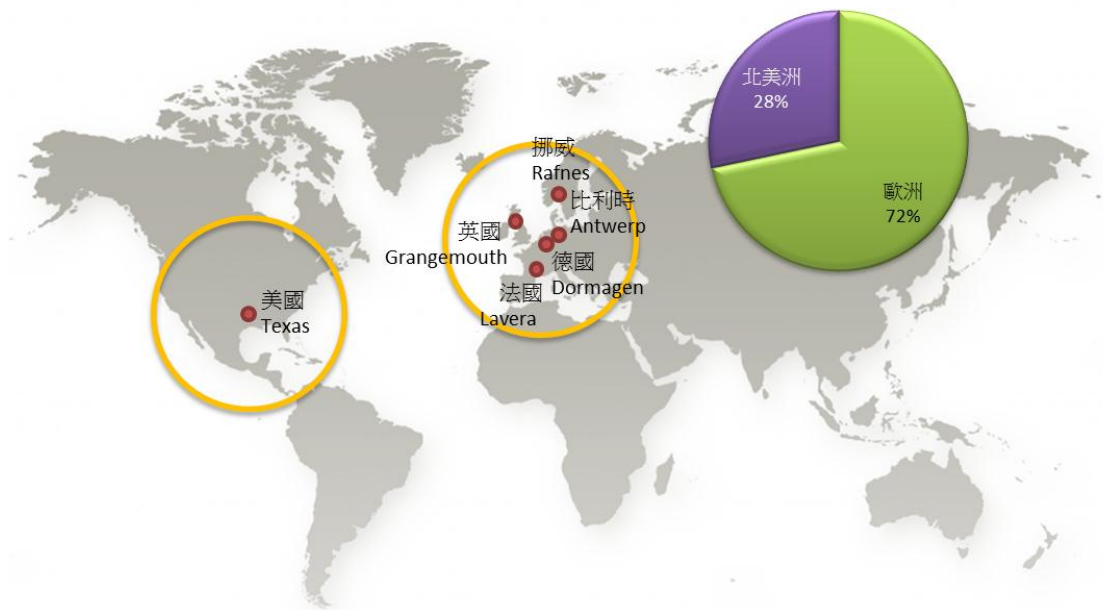 北美洲
28%
歐洲
72%
挪威
Rafnes
比利時
Antwerp
英國
Grangemouth
德國
Dormagen
法國
Lavera
美國
Texas